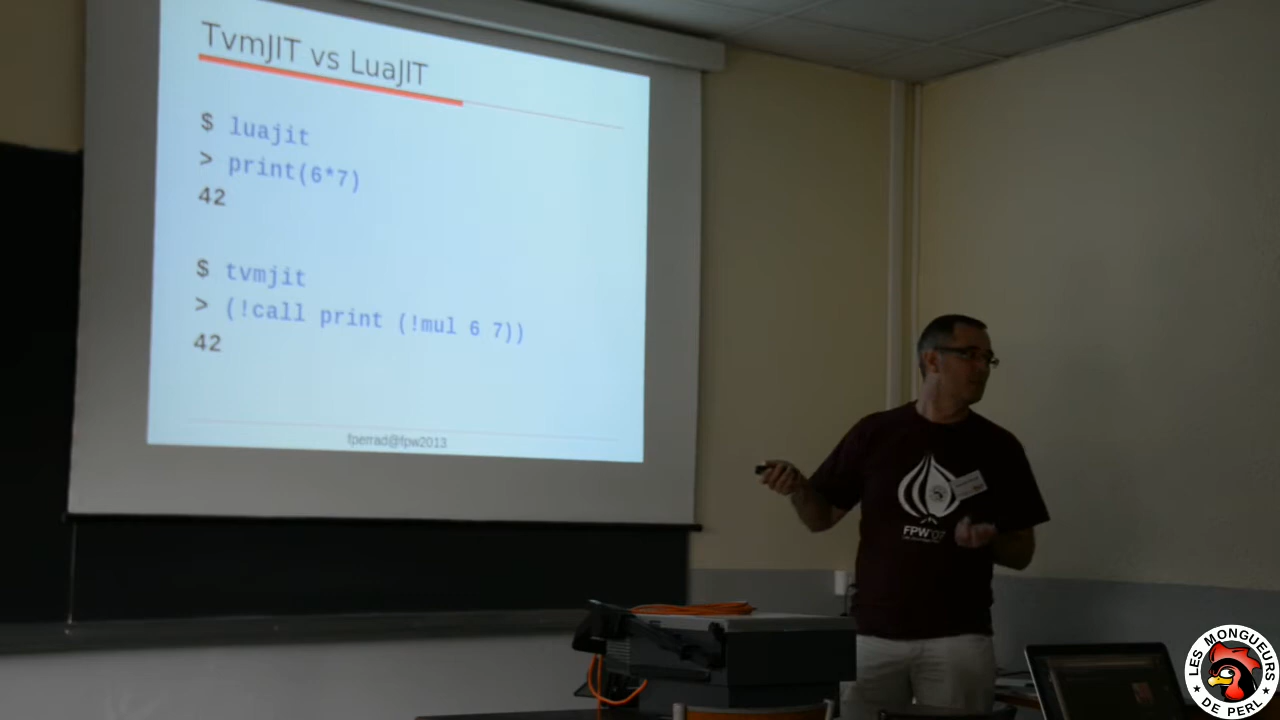 TvmJIT vs LuaJIT
$ luajit
> print(6*7)
42
$ tvmjit
> (!call print (!mul 6 7))
42
fperrad@fpw2013
FPW'07
LES MONGUEURS
★ DE PERL ★